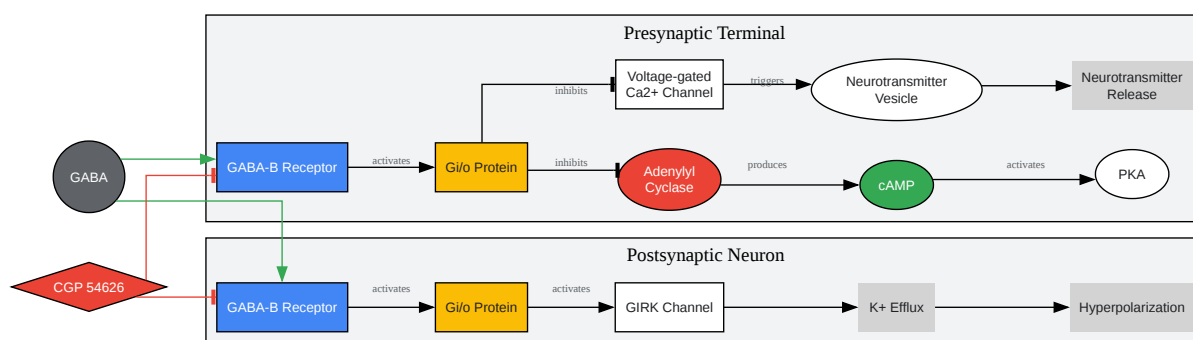 Presynaptic Terminal
Voltage-gated
Ca2+ Channel
triggers
Neurotrasmitter
Vesicle
Neurotransmitter
Release
inhibits
GABA
GABA-B Receptor
activates
Gi/o Protein
inhibits
Adenylyl
Cyclase
produces
cAMP
activates
PKA
Postsynaptic Neuron
CGP 54626
GABA-B Receptor
activates
Gi/o Protein
activates
GIRK Channel
K+ Efflux
Hyperpolarization